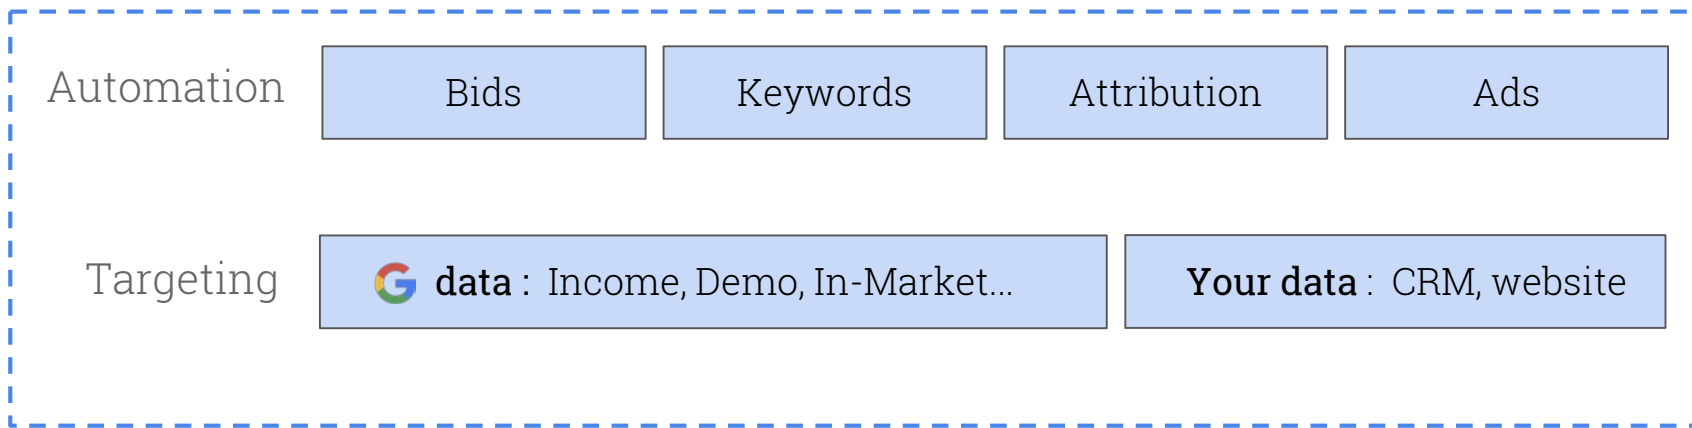 Automation
Bids
Keywords
Attribution
Ads
Targeting
G data : Income, Demo, In-Market...
Your data : CRM, website